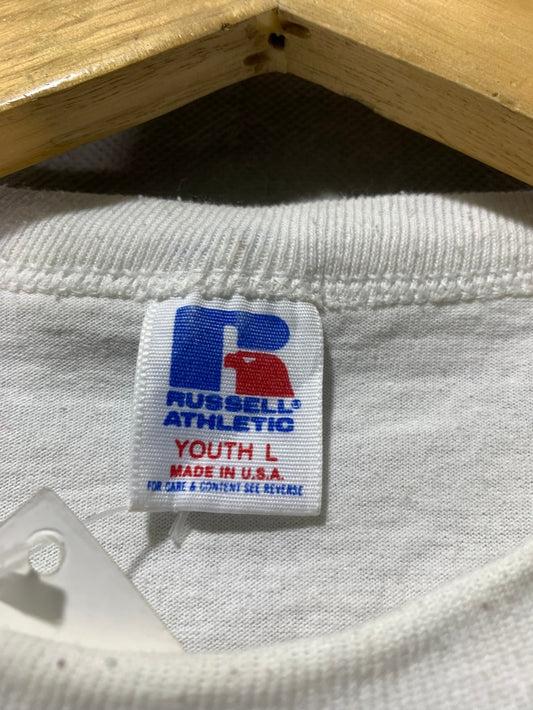 R
RUSSELL®
ATHLETIC
YOUTH L
MADE IN U.S.A.
FOR CARE & CONTENT SEE REVERSE